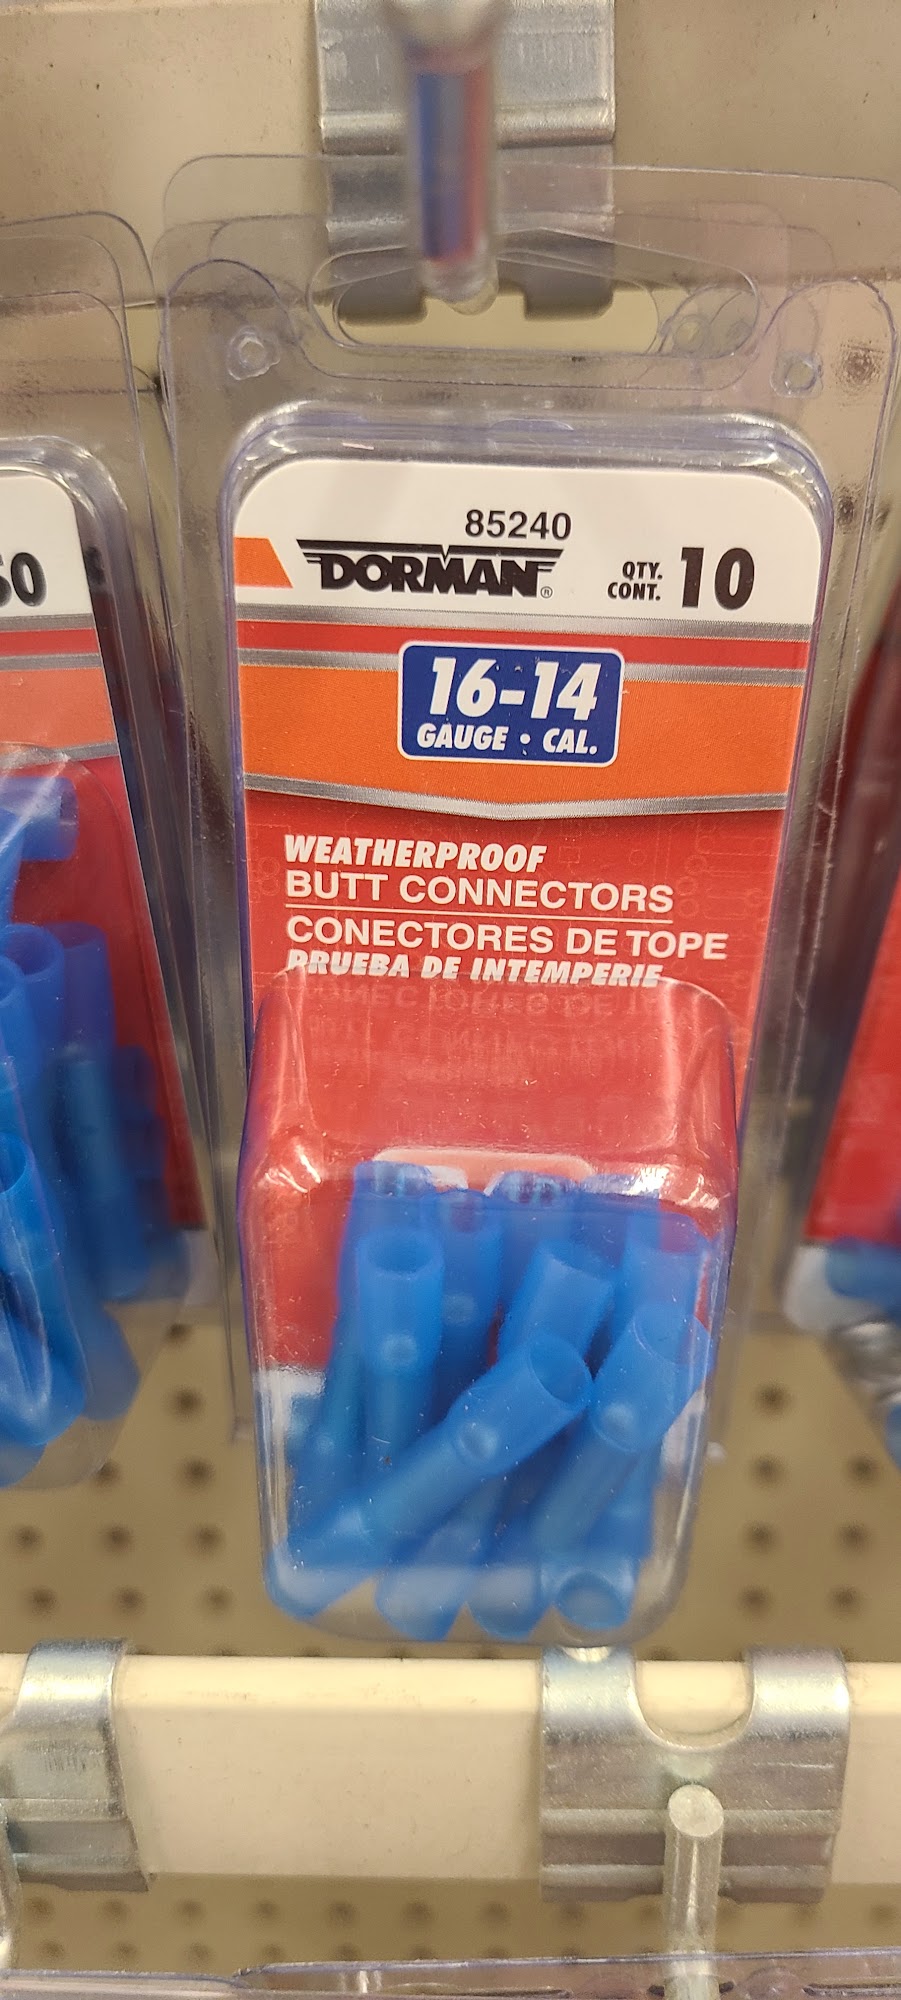 85240
DORMAN®
QTY.
CONT. 10
16-14
GAUGE • CAL.
WEATHERPROOF
BUTT CONNECTORS
CONECTORES DE TOPE
PRUEBA DE INTEMPERIE